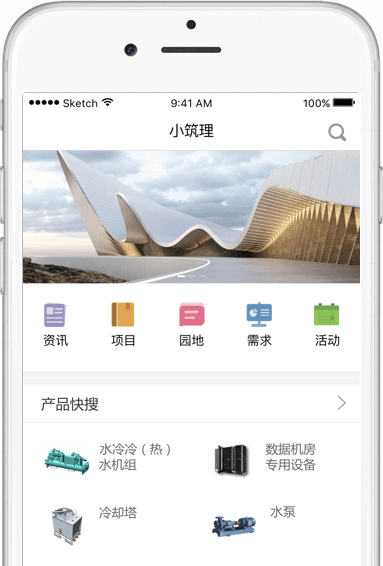 ●●●●● Sketch 9:41 AM 100%
小筑理
资讯 项目 园地 需求 活动
产品快搜
水冷冷（热）
水机组
数据机房
专用设备
冷却塔
水泵